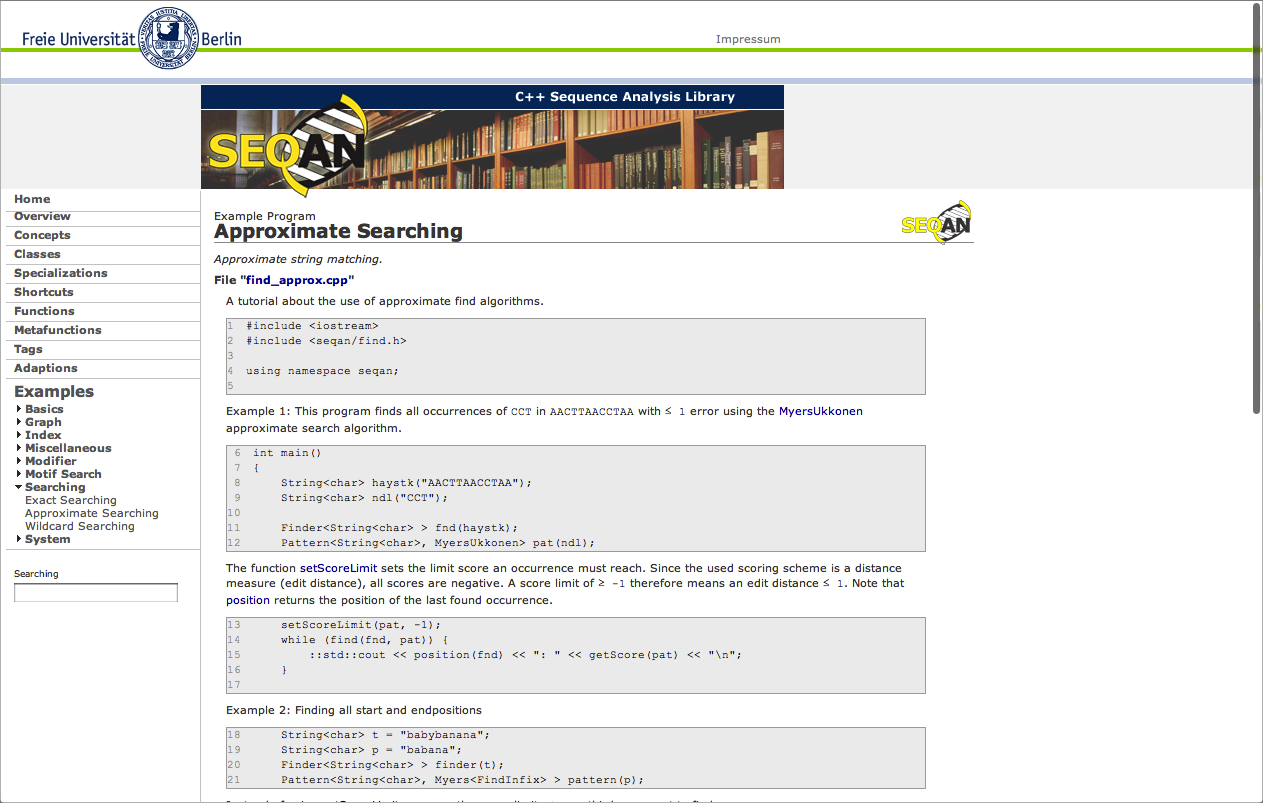 Freie Universität Berlin
Impressum
C++ Sequence Analysis Library
SEQAN
Home
Overview
Concepts
Classes
Specializations
Shortcuts
Functions
Metafunctions
Tags
Adaptions
Examples
Basics
Graph
Index
Miscellaneous
Modifier
Motif Search
Searching
Exact Searching
Approximate Searching
Wildcard Searching
System
Searching
Example Program
Approximate Searching
SEQAN
Approximate string matching.
File "find_approx.cpp"
A tutorial about the use of approximate find algorithms.
1 #include <iostream>
2 #include <seqan/find.h>
3
4 using namespace seqan;
5
Example 1: This program finds all occurrences of CCT in AACTTAACCTAA with ≤ 1 error using the MyersUkkonen
approximate search algorithm.
6 int main()
7 {
8     String<char> haystk("AACTTAACCTAA");
9     String<char> ndl("CCT");
10
11     Finder<String<char> > fnd(haystk);
12     Pattern<String<char>, MyersUkkonen> pat(ndl);
The function setScoreLimit sets the limit score an occurrence must reach. Since the used scoring scheme is a distance
measure (edit distance), all scores are negative. A score limit of ≥ -1 therefore means an edit distance ≤ 1. Note that
position returns the position of the last found occurrence.
13     setScoreLimit(pat, -1);
14     while (find(fnd, pat)) {
15         ::std::cout << position(fnd) << ": " << getScore(pat) << "\n";
16     }
17
Example 2: Finding all start and endpositions
18     String<char> t = "babybanana";
19     String<char> p = "babana";
20     Finder<String<char> > finder(t);
21     Pattern<String<char>, Myers<FindInfix> > pattern(p);